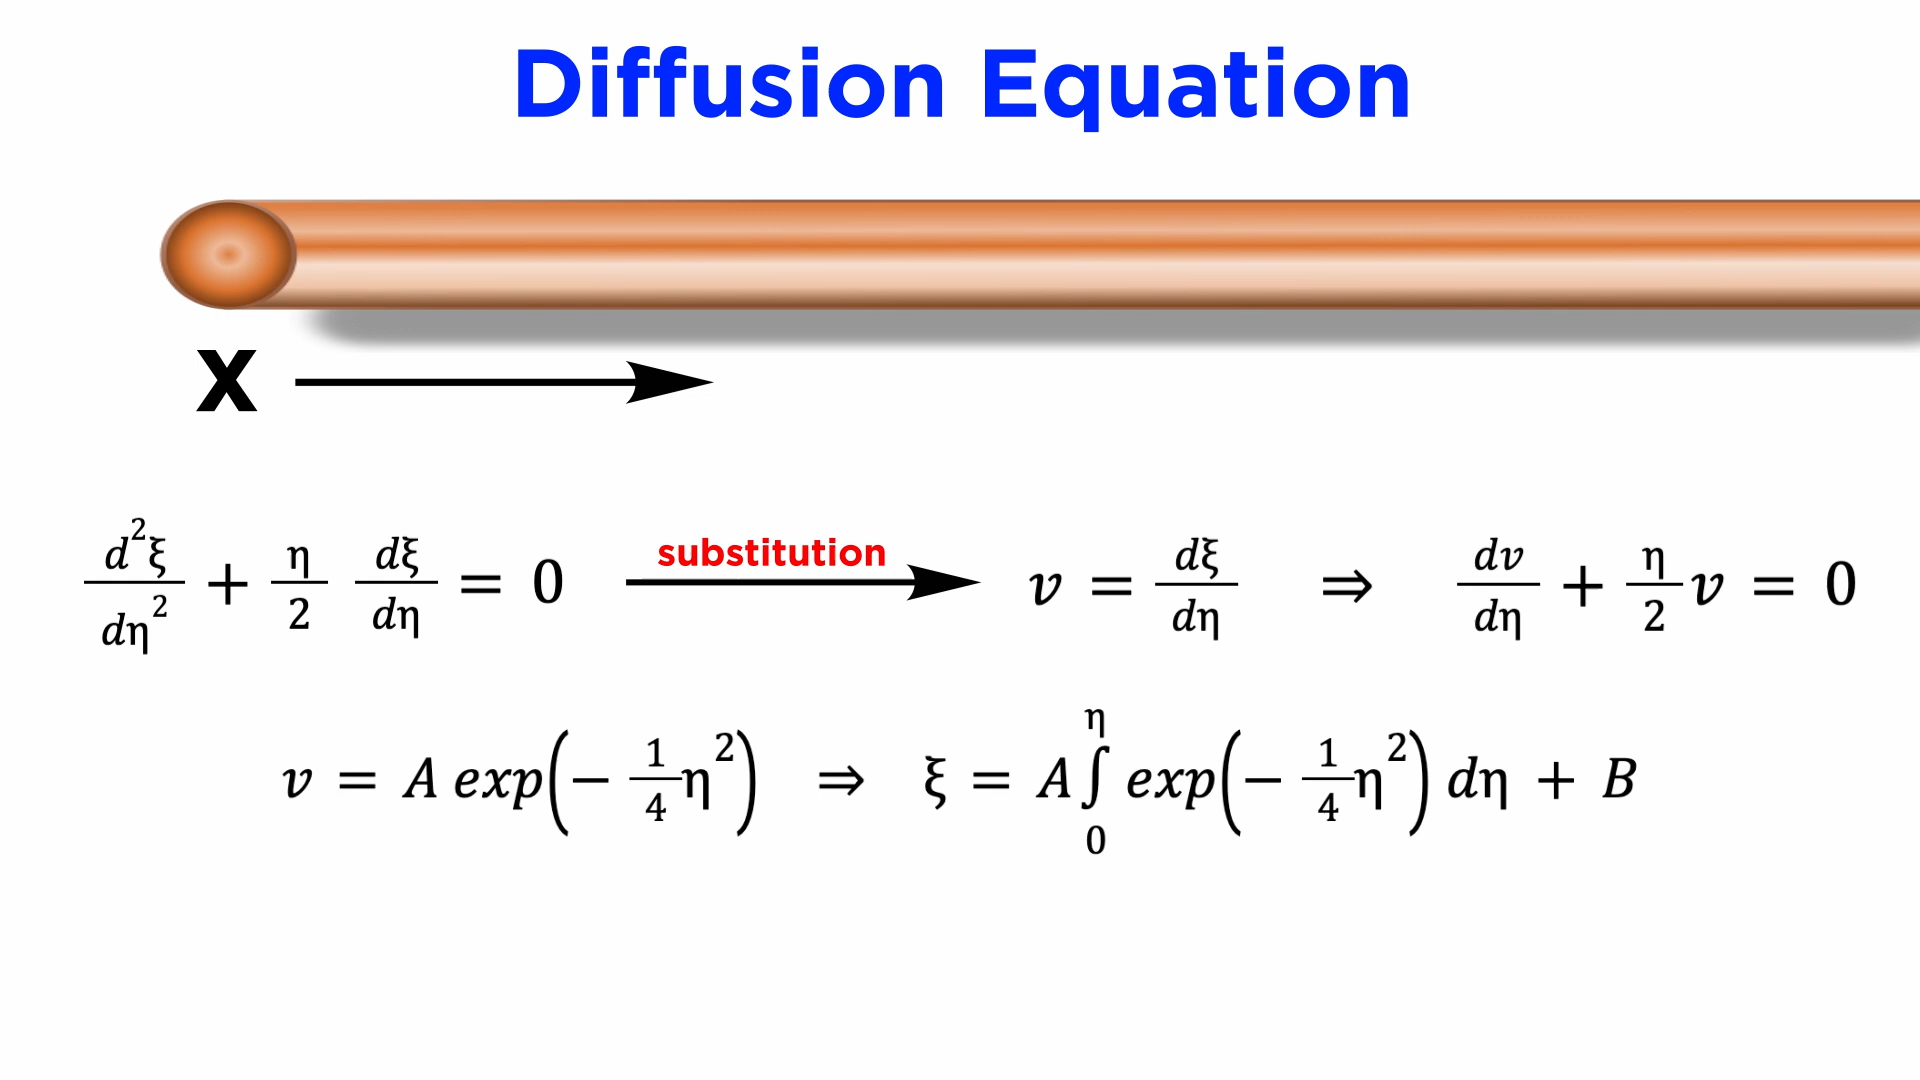 Diffusion Equation
X
d²ξ/dη² + η/2 dξ/dη = 0 substitution v = dξ/dη ⇒ dv/dη + η/2 v = 0
v = A exp(− 1/4 η²) ⇒ ξ = A ∫₀^η exp(− 1/4 η²) dη + B